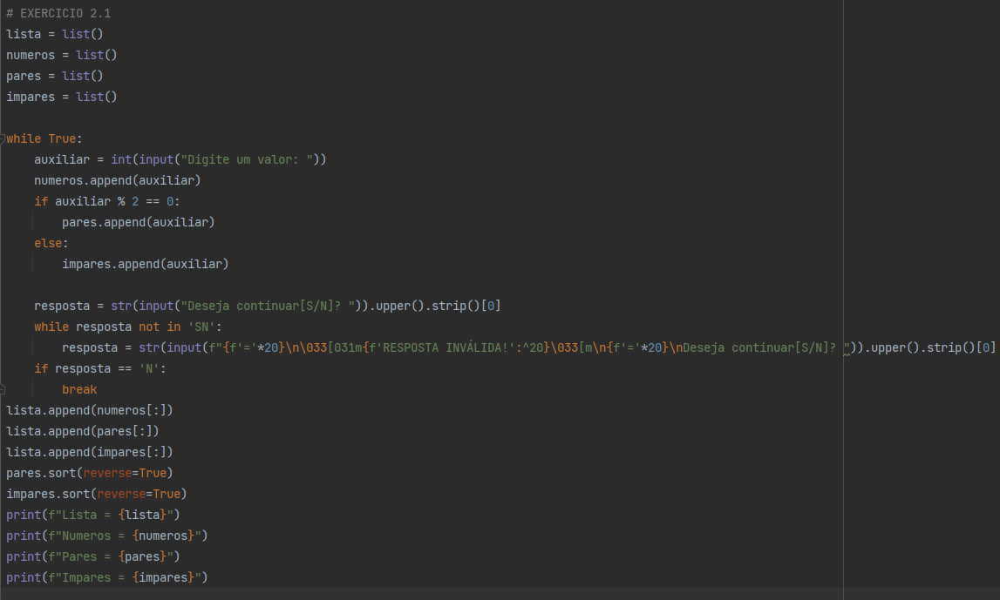 # EXERCICIO 2.1
lista = list()
numeros = list()
pares = list()
impares = list()

while True:
    auxiliar = int(input("Digite um valor: "))
    numeros.append(auxiliar)
    if auxiliar % 2 == 0:
        pares.append(auxiliar)
    else:
        impares.append(auxiliar)

    resposta = str(input("Deseja continuar[S/N]? ")).upper().strip()[0]
    while resposta not in 'SN':
        resposta = str(input(f"{f'='*20}\n\033[031m{f'RESPOSTA INVÁLIDA!':^20}\033[m\n{f'='*20}\nDeseja continuar[S/N]? ")).upper().strip()[0]
    if resposta == 'N':
        break
lista.append(numeros[:])
lista.append(pares[:])
lista.append(impares[:])
pares.sort(reverse=True)
impares.sort(reverse=True)
print(f"Lista = {lista}")
print(f"Numeros = {numeros}")
print(f"Pares = {pares}")
print(f"Impares = {impares}")